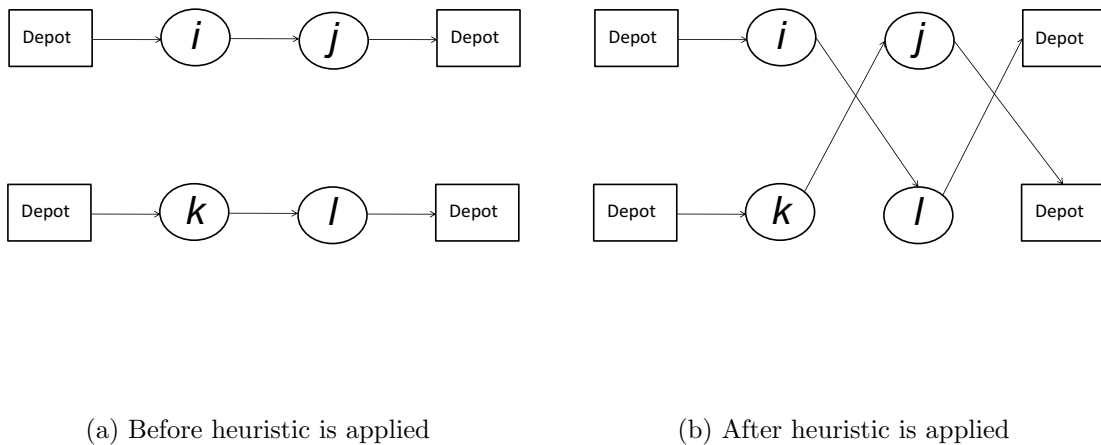 Depot i j Depot
Depot k l Depot
(a) Before heuristic is applied
Depot i j Depot
Depot k l Depot
(b) After heuristic is applied